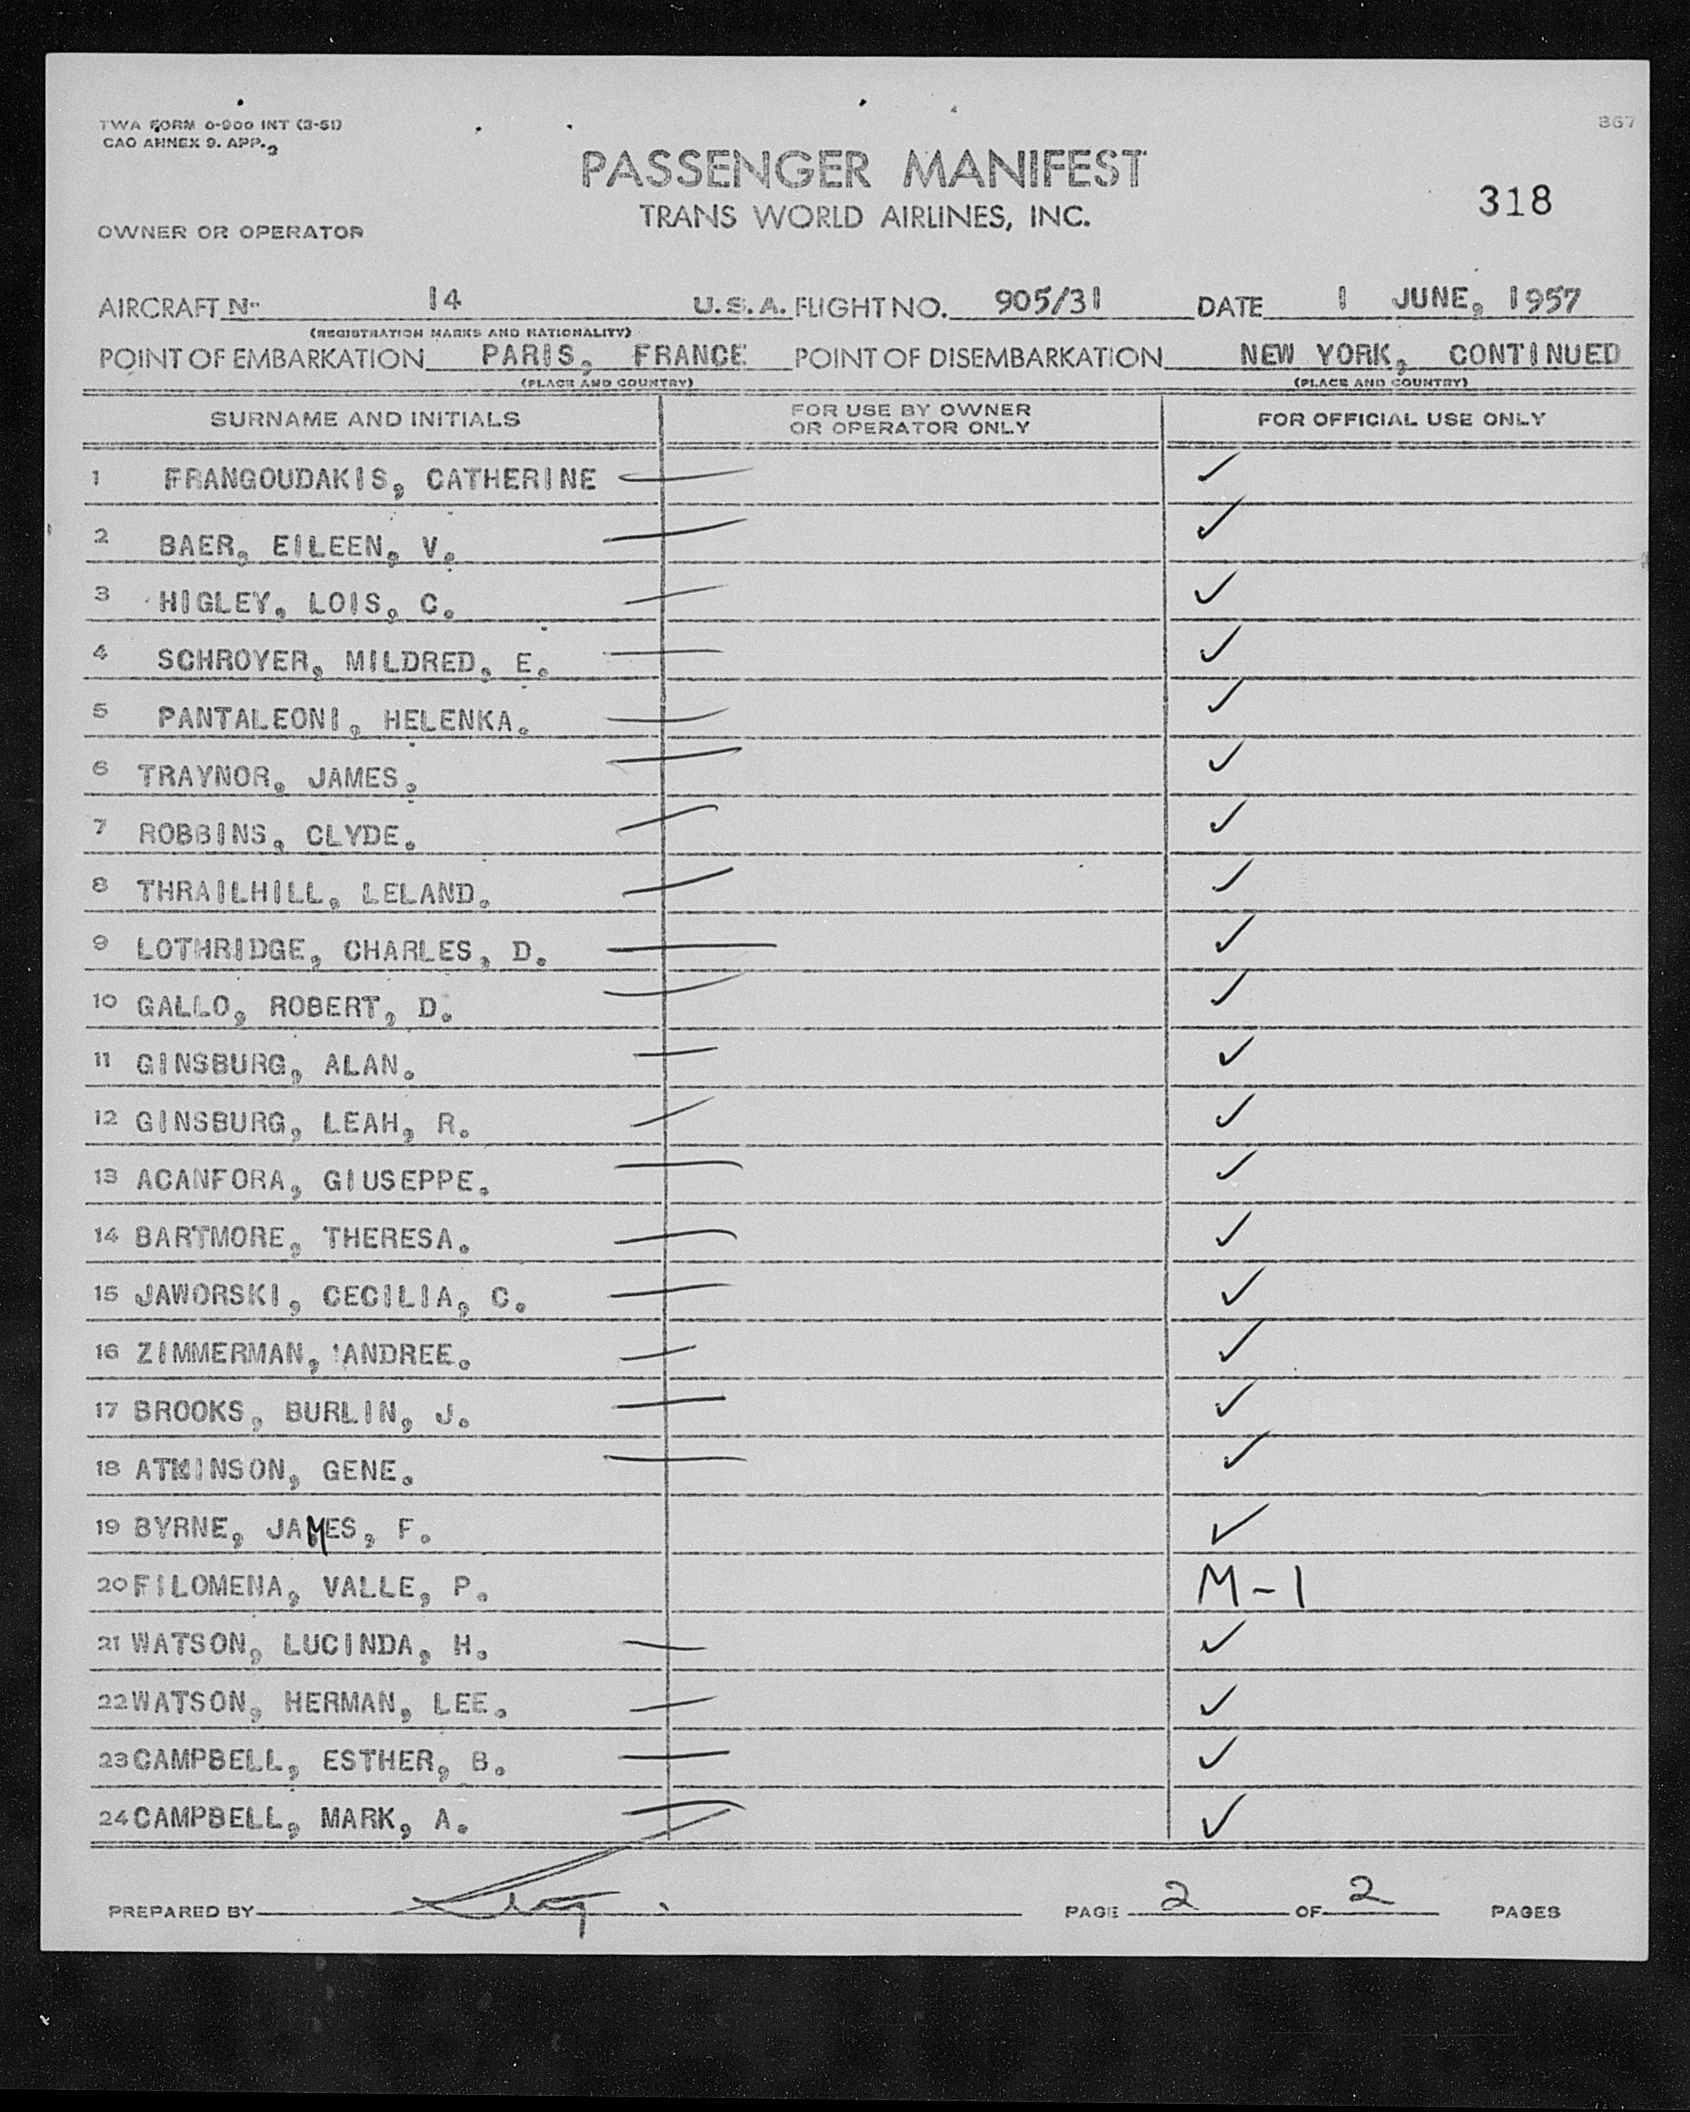 TWA FORM 0-900 INT (3-51)
CAO ANNEX 9. APP. 2
367
PASSENGER MANIFEST
318
TRANS WORLD AIRLINES, INC.
OWNER OR OPERATOR
AIRCRAFT No. 14 U.S.A. FLIGHT NO. 905/31 DATE 1 JUNE, 1957
(REGISTRATION MARKS AND NATIONALITY)
POINT OF EMBARKATION PARIS, FRANCE POINT OF DISEMBARKATION NEW YORK, CONTINUED
(PLACE AND COUNTRY) (PLACE AND COUNTRY)
SURNAME AND INITIALS FOR USE BY OWNER OR OPERATOR ONLY FOR OFFICIAL USE ONLY
1 FRANGOUDAKIS, CATHERINE ✓
2 BAER, EILEEN, V. ✓
3 HIGLEY, LOIS, C. ✓
4 SCHROYER, MILDRED, E. ✓
5 PANTALEONI, HELENKA. ✓
6 TRAYNOR, JAMES. ✓
7 ROBBINS, CLYDE. ✓
8 THRAILHILL, LELAND. ✓
9 LOTHRIDGE, CHARLES, D. ✓
10 GALLO, ROBERT, D. ✓
11 GINSBURG, ALAN. ✓
12 GINSBURG, LEAH, R. ✓
13 ACANFORA, GIUSEPPE. ✓
14 BARTMORE, THERESA. ✓
15 JAWORSKI, CECILIA, C. ✓
16 ZIMMERMAN, ANDREE. ✓
17 BROOKS, BURLIN, J. ✓
18 ATKINSON, GENE. ✓
19 BYRNE, JAMES, F. ✓
20 FILOMENA, VALLE, P. M-1
21 WATSON, LUCINDA, H. ✓
22 WATSON, HERMAN, LEE. ✓
23 CAMPBELL, ESTHER, B. ✓
24 CAMPBELL, MARK, A. ✓
PREPARED BY PAGE 2 OF 2 PAGES